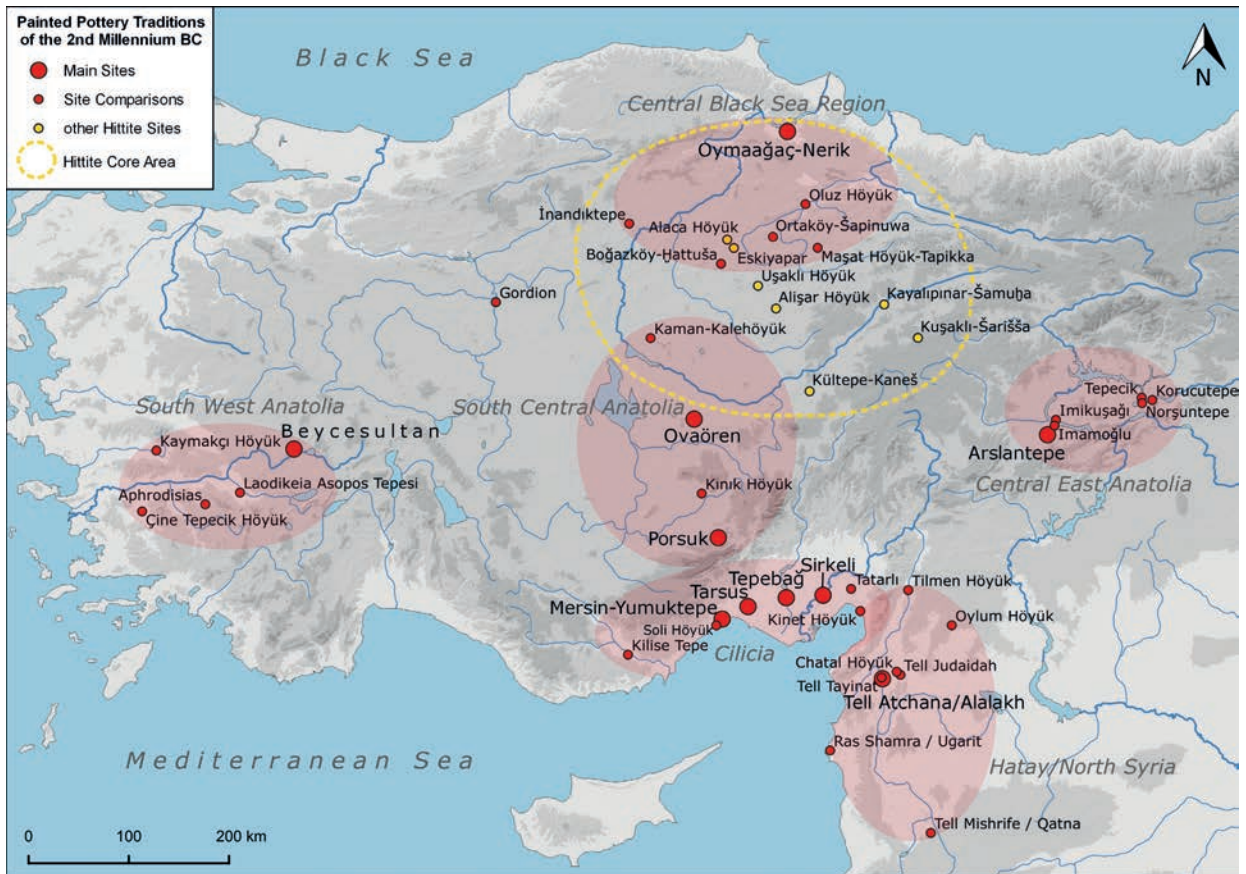 Painted Pottery Traditions
of the 2nd Millennium BC
Main Sites
Site Comparisons
other Hittite Sites
Hittite Core Area
Black Sea
N
Central Black Sea Region
Oymaağaç-Nerik
Oluz Höyük
İnandıktepe
Alaca Höyük
Ortaköy-Šapinuwa
Boğazköy-Ḫattuša
Eskiyapar
Maşat Höyük-Tapikka
Uşaklı Höyük
Gordion
Alişar Höyük
Kayalıpınar-Šamuḫa
Kaman-Kalehöyük
Kuşaklı-Šarišša
Kültepe-Kaneš
Tepecik
Korucutepe
South West Anatolia
South Central Anatolia
Imikuşağı
Norşuntepe
Beycesultan
Ovaören
Kaymakçı Höyük
İmamoğlu
Arslantepe
Laodikeia Asopos Tepesi
Kınık Höyük
Central East Anatolia
Aphrodisias
Çine Tepecik Höyük
Porsuk
Sirkeli
Tepebağ
Tatarlı
Tilmen Höyük
Tarsus
Mersin-Yumuktepe
Kinet Höyük
Oylum Höyük
Soli Höyük
Kilise Tepe
Cilicia
Chatal Höyük
Tell Judaidah
Tell Tayinat
Tell Atchana/Alalakh
Ras Shamra / Ugarit
Mediterranean Sea
Hatay/North Syria
Tell Mishrife / Qatna
0 100 200 km